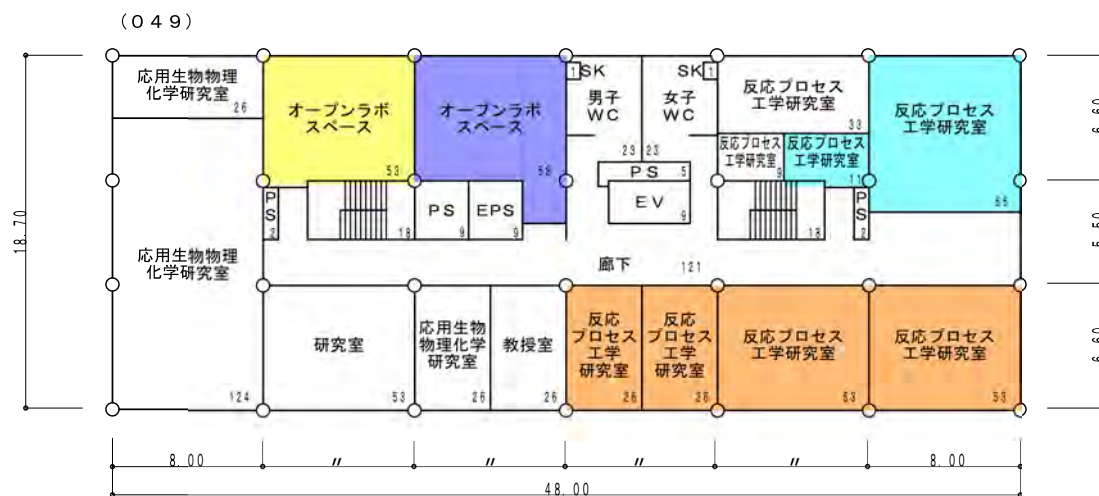 (049)
応用生物物理
化学研究室
26
オープンラボ
スペース
53
オープンラボ
スペース
1
SK
男子
WC
23
SK
1
女子
WC
23
反応プロセス
工学研究室
33
反応プロセス
工学研究室
9
反応プロセス
工学研究室
11
反応プロセス
工学研究室
PS
5
EV
9
PS
2
18
PS
9
EPS
9
18
PS
2
応用生物物理
化学研究室
124
廊下
121
研究室
53
応用生物
物理化学
研究室
26
教授室
26
反応
プロセス
工学
研究室
26
反応
プロセス
工学
研究室
26
反応プロセス
工学研究室
53
反応プロセス
工学研究室
53
18.70
6.60
5.50
6.60
8.00
〃
〃
〃
〃
8.00
48.00